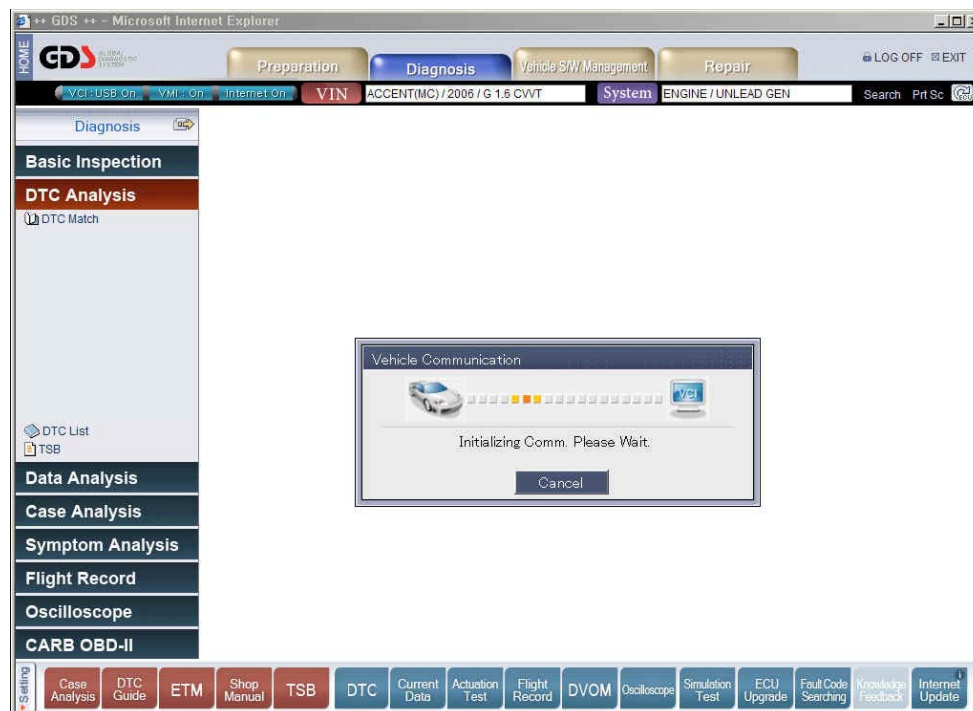 ++ GDS ++ - Microsoft Internet Explorer
HOME
GDS GLOBAL DIAGNOSTIC SYSTEM
Preparation
Diagnosis
Vehicle S/W Management
Repair
LOG OFF EXIT
VCI : USB On VMI : On Internet On VIN ACCENT(MC) / 2006 / G 1.6 CVVT System ENGINE / UNLEAD GEN Search Prt Sc
Diagnosis
Basic Inspection
DTC Analysis
DTC Match
DTC List
TSB
Data Analysis
Case Analysis
Symptom Analysis
Flight Record
Oscilloscope
CARB OBD-II
Vehicle Communication
VCI
Initializing Comm. Please Wait.
Cancel
Setting
Case Analysis
DTC Guide
ETM
Shop Manual
TSB
DTC
Current Data
Actuation Test
Flight Record
DVOM
Oscilloscope
Simulation Test
ECU Upgrade
Fault Code Searching
Knowledge Feedback
Internet Update